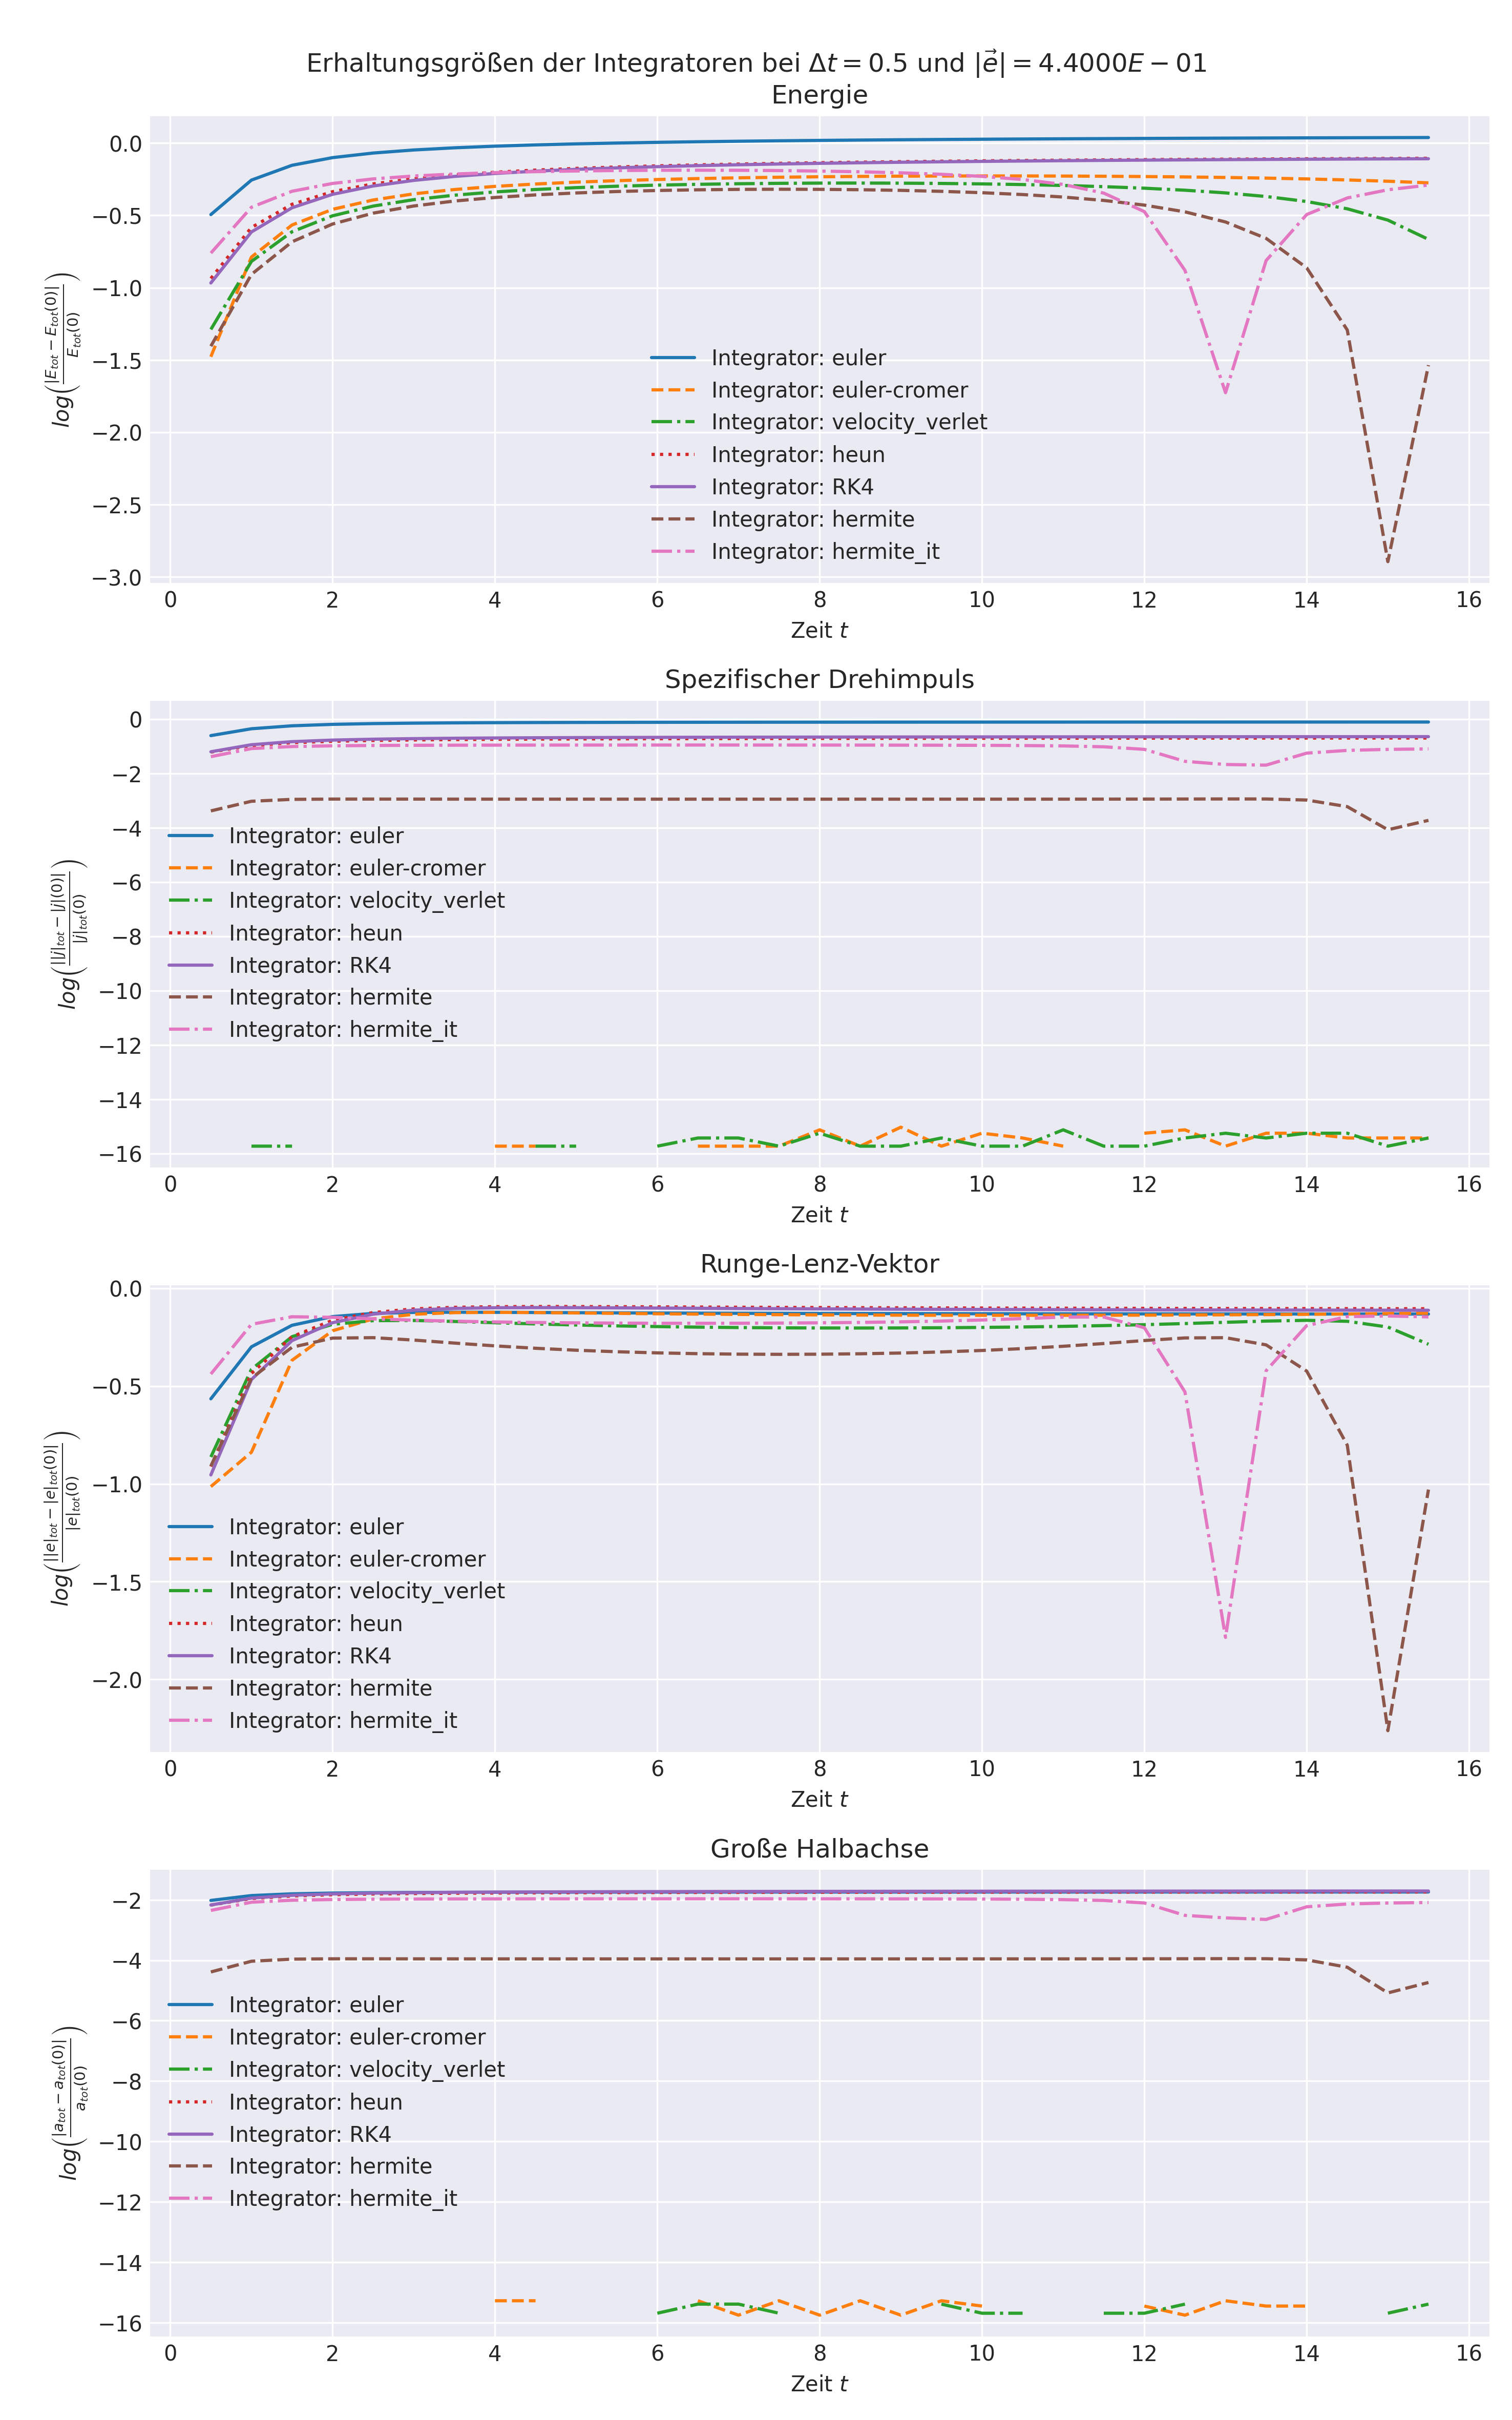 Erhaltungsgrößen der Integratoren bei Δt = 0.5 und |e⃗| = 4.4000E − 01
Energie
0.0
−0.5
−1.0
−1.5
−2.0
−2.5
−3.0
log(|E_tot − E_tot(0)| / E_tot(0))
Integrator: euler
Integrator: euler-cromer
Integrator: velocity_verlet
Integrator: heun
Integrator: RK4
Integrator: hermite
Integrator: hermite_it
0 2 4 6 8 10 12 14 16
Zeit t
Spezifischer Drehimpuls
0
−2
−4
−6
−8
−10
−12
−14
−16
log(||j|_tot − |j|(0)| / |j|_tot(0))
Integrator: euler
Integrator: euler-cromer
Integrator: velocity_verlet
Integrator: heun
Integrator: RK4
Integrator: hermite
Integrator: hermite_it
0 2 4 6 8 10 12 14 16
Zeit t
Runge-Lenz-Vektor
0.0
−0.5
−1.0
−1.5
−2.0
log(||e|_tot − |e|_tot(0)| / |e|_tot(0))
Integrator: euler
Integrator: euler-cromer
Integrator: velocity_verlet
Integrator: heun
Integrator: RK4
Integrator: hermite
Integrator: hermite_it
0 2 4 6 8 10 12 14 16
Zeit t
Große Halbachse
−2
−4
−6
−8
−10
−12
−14
−16
log(|a_tot − a_tot(0)| / a_tot(0))
Integrator: euler
Integrator: euler-cromer
Integrator: velocity_verlet
Integrator: heun
Integrator: RK4
Integrator: hermite
Integrator: hermite_it
0 2 4 6 8 10 12 14 16
Zeit t